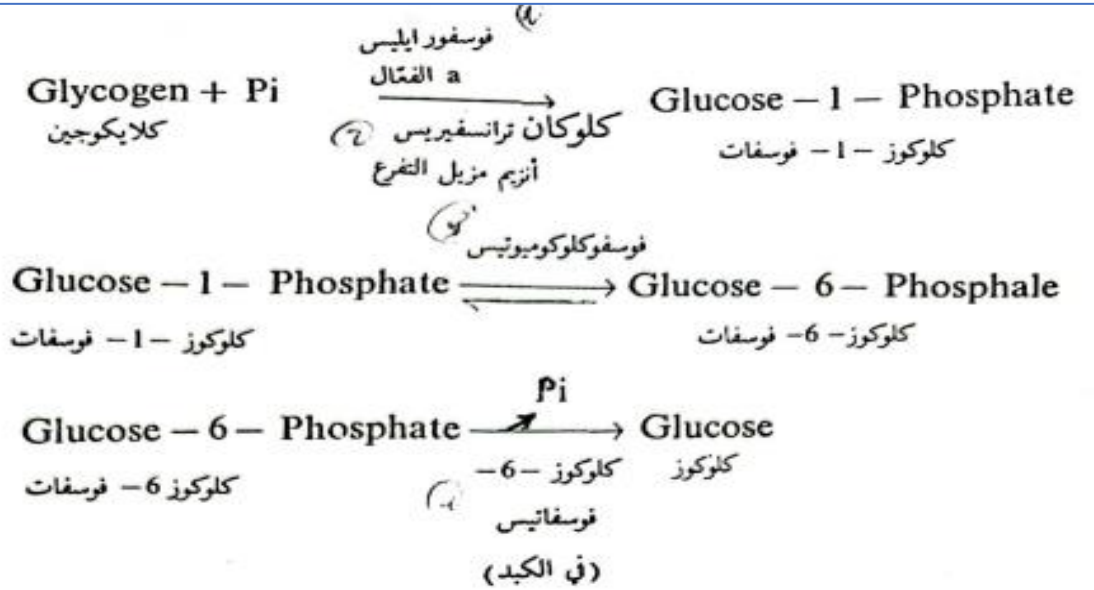 فوسفور ايليس
a الفعّال
Glycogen + Pi → Glucose – 1 – Phosphate
كلايكوجين
كلوكان ترانسفيريس
كلوكوز –1– فوسفات
أنزيم مزيل التفرع
فوسفوكلوكوميوتيس
Glucose – 1 – Phosphate ⇌ Glucose – 6 – Phosphale
كلوكوز –1– فوسفات
كلوكوز– 6– فوسفات
Pi
Glucose – 6 – Phosphate → Glucose
كلوكوز 6– فوسفات
كلوكوز –6–
كلوكوز
فوسفاتيس
(في الكبد)